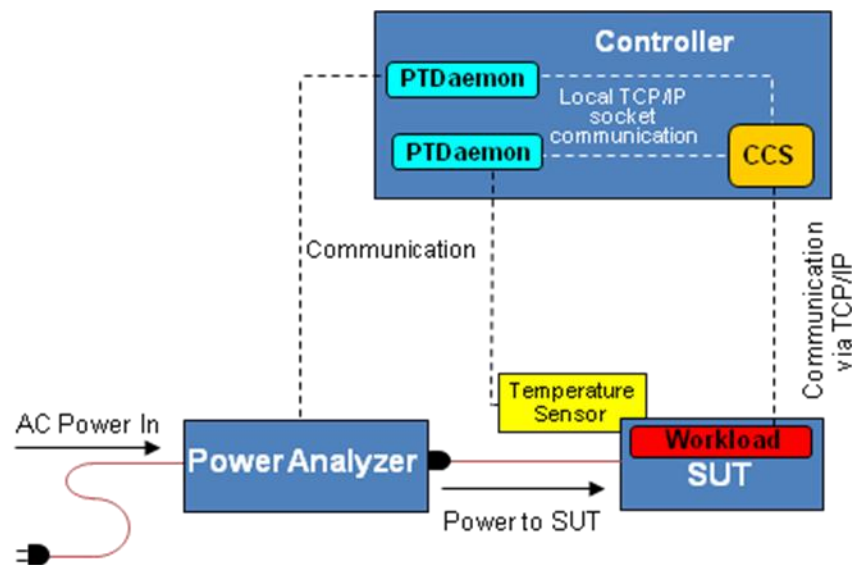 Controller
PTDaemon
Local TCP/IP
socket
communication
PTDaemon
CCS
Communication
Communication
via TCP/IP
Temperature
Sensor
AC Power In
Power Analyzer
Workload
SUT
Power to SUT